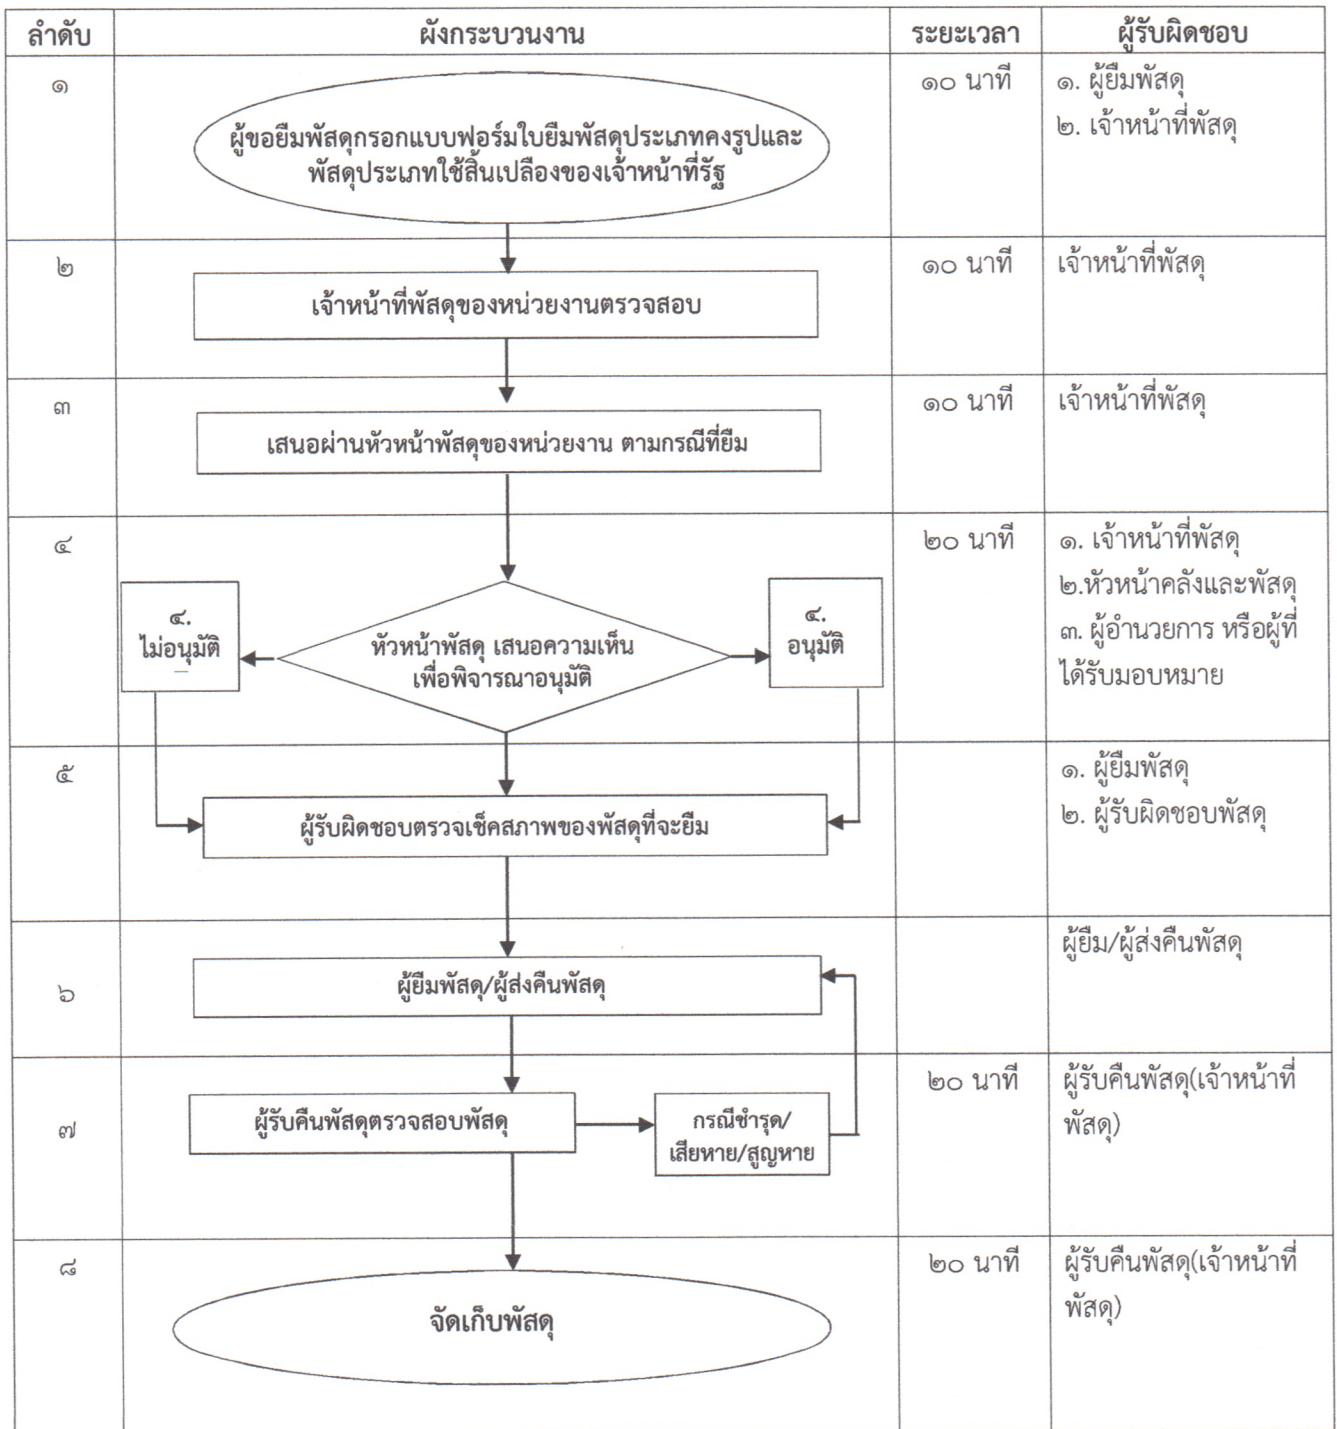 ลำดับ ผังกระบวนงาน ระยะเวลา ผู้รับผิดชอบ
๑
ผู้ขอยืมพัสดุกรอกแบบฟอร์มใบยืมพัสดุประเภทคงรูปและ
พัสดุประเภทใช้สิ้นเปลืองของเจ้าหน้าที่รัฐ
๑๐ นาที
๑. ผู้ยืมพัสดุ
๒. เจ้าหน้าที่พัสดุ
๒
เจ้าหน้าที่พัสดุของหน่วยงานตรวจสอบ
๑๐ นาที
เจ้าหน้าที่พัสดุ
๓
เสนอผ่านหัวหน้าพัสดุของหน่วยงาน ตามกรณีที่ยืม
๑๐ นาที
เจ้าหน้าที่พัสดุ
๔
๔.
ไม่อนุมัติ
หัวหน้าพัสดุ เสนอความเห็น
เพื่อพิจารณาอนุมัติ
๔.
อนุมัติ
๒๐ นาที
๑. เจ้าหน้าที่พัสดุ
๒.หัวหน้าคลังและพัสดุ
๓. ผู้อำนวยการ หรือผู้ที่
ได้รับมอบหมาย
๕
ผู้รับผิดชอบตรวจเช็คสภาพของพัสดุที่จะยืม
๑. ผู้ยืมพัสดุ
๒. ผู้รับผิดชอบพัสดุ
๖
ผู้ยืมพัสดุ/ผู้ส่งคืนพัสดุ
ผู้ยืม/ผู้ส่งคืนพัสดุ
๗
ผู้รับคืนพัสดุตรวจสอบพัสดุ
กรณีชำรุด/
เสียหาย/สูญหาย
๒๐ นาที
ผู้รับคืนพัสดุ(เจ้าหน้าที่
พัสดุ)
๘
จัดเก็บพัสดุ
๒๐ นาที
ผู้รับคืนพัสดุ(เจ้าหน้าที่
พัสดุ)